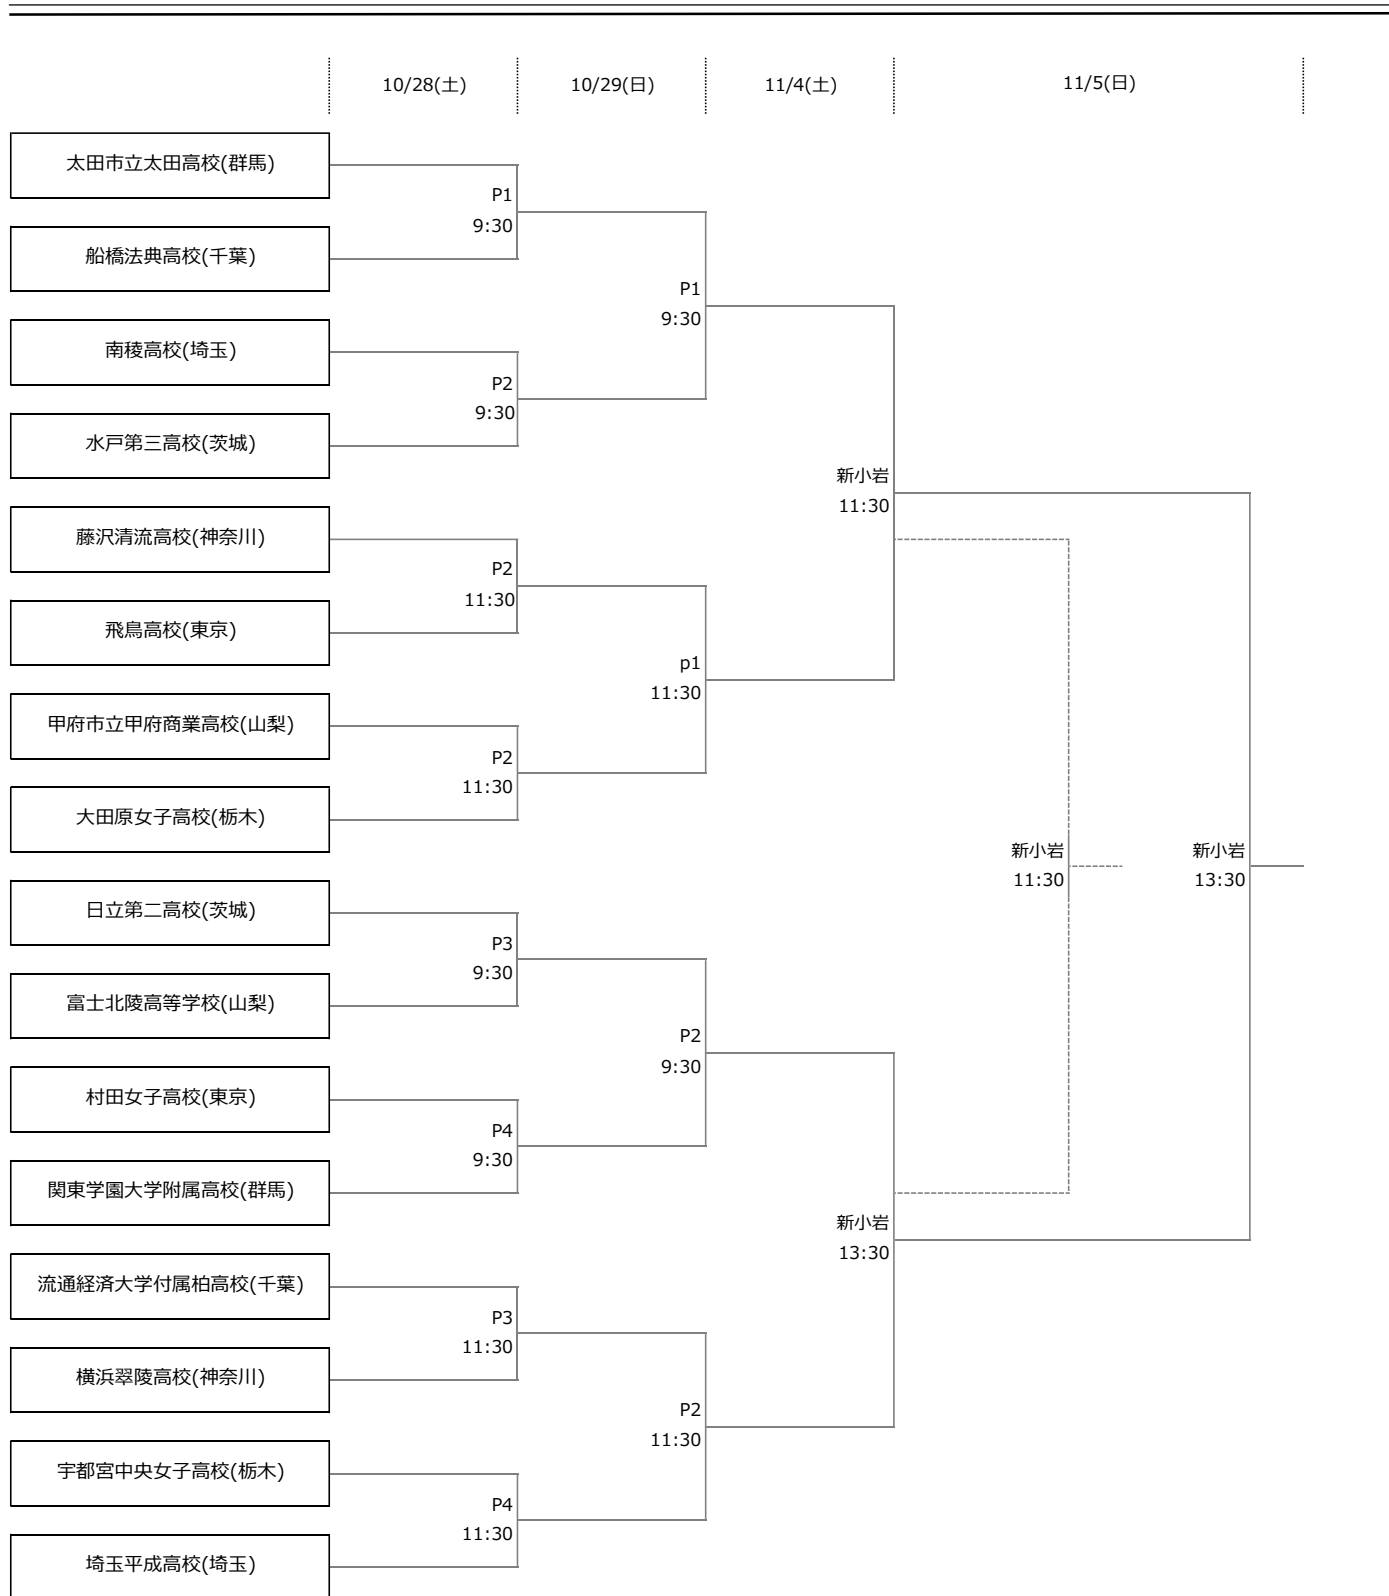 10/28(土) 10/29(日) 11/4(土) 11/5(日)
太田市立太田高校(群馬)
P1
9:30
船橋法典高校(千葉)
P1
9:30
南稜高校(埼玉)
P2
9:30
水戸第三高校(茨城)
新小岩
11:30
藤沢清流高校(神奈川)
P2
11:30
飛鳥高校(東京)
p1
11:30
甲府市立甲府商業高校(山梨)
P2
11:30
大田原女子高校(栃木)
新小岩 新小岩
11:30 13:30
日立第二高校(茨城)
P3
9:30
富士北陵高等学校(山梨)
P2
9:30
村田女子高校(東京)
P4
9:30
関東学園大学附属高校(群馬)
新小岩
13:30
流通経済大学付属柏高校(千葉)
P3
11:30
横浜翠陵高校(神奈川)
P2
11:30
宇都宮中央女子高校(栃木)
P4
11:30
埼玉平成高校(埼玉)